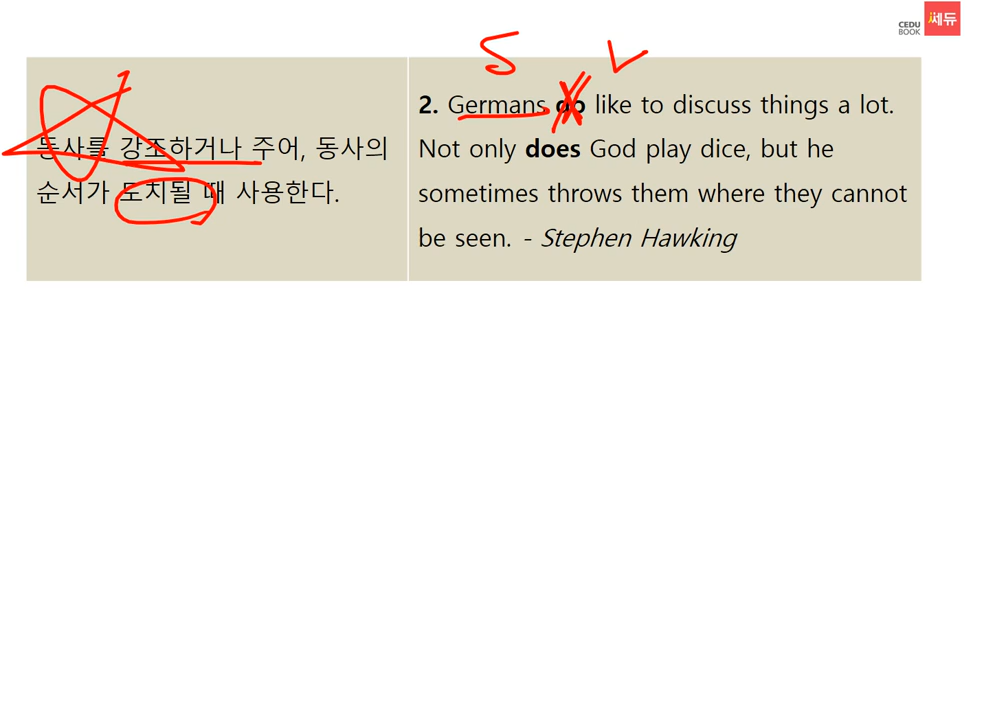 CEDU
BOOK
쎄듀
S V
동사를 강조하거나 주어, 동사의
순서가 도치될 때 사용한다.
2. Germans do like to discuss things a lot.
Not only does God play dice, but he
sometimes throws them where they cannot
be seen. - Stephen Hawking